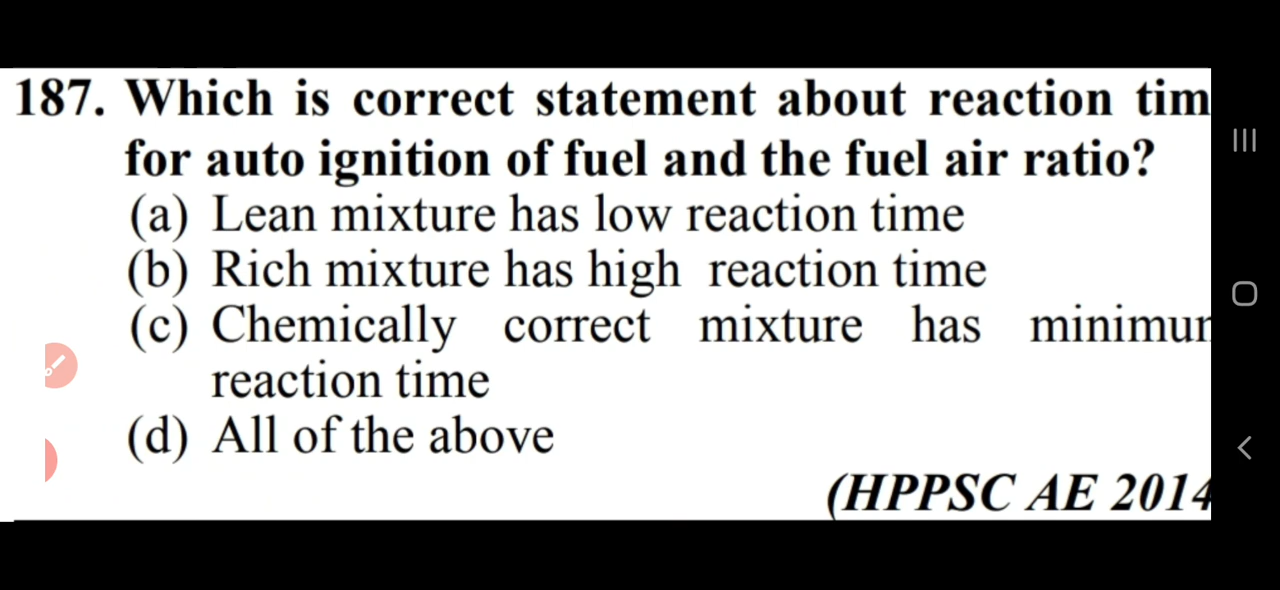 187. Which is correct statement about reaction tim
for auto ignition of fuel and the fuel air ratio?
(a) Lean mixture has low reaction time
(b) Rich mixture has high reaction time
(c) Chemically correct mixture has minimum
reaction time
(d) All of the above
(HPPSC AE 2014